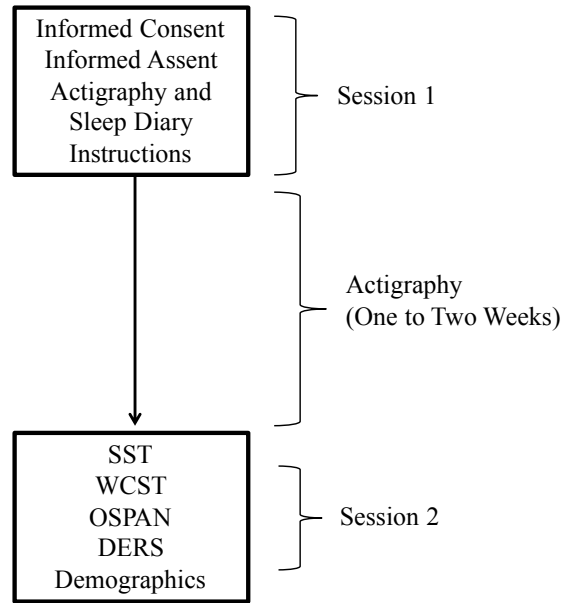 Informed Consent
Informed Assent
Actigraphy and
Sleep Diary
Instructions
Session 1
Actigraphy
(One to Two Weeks)
SST
WCST
OSPAN
DERS
Demographics
Session 2